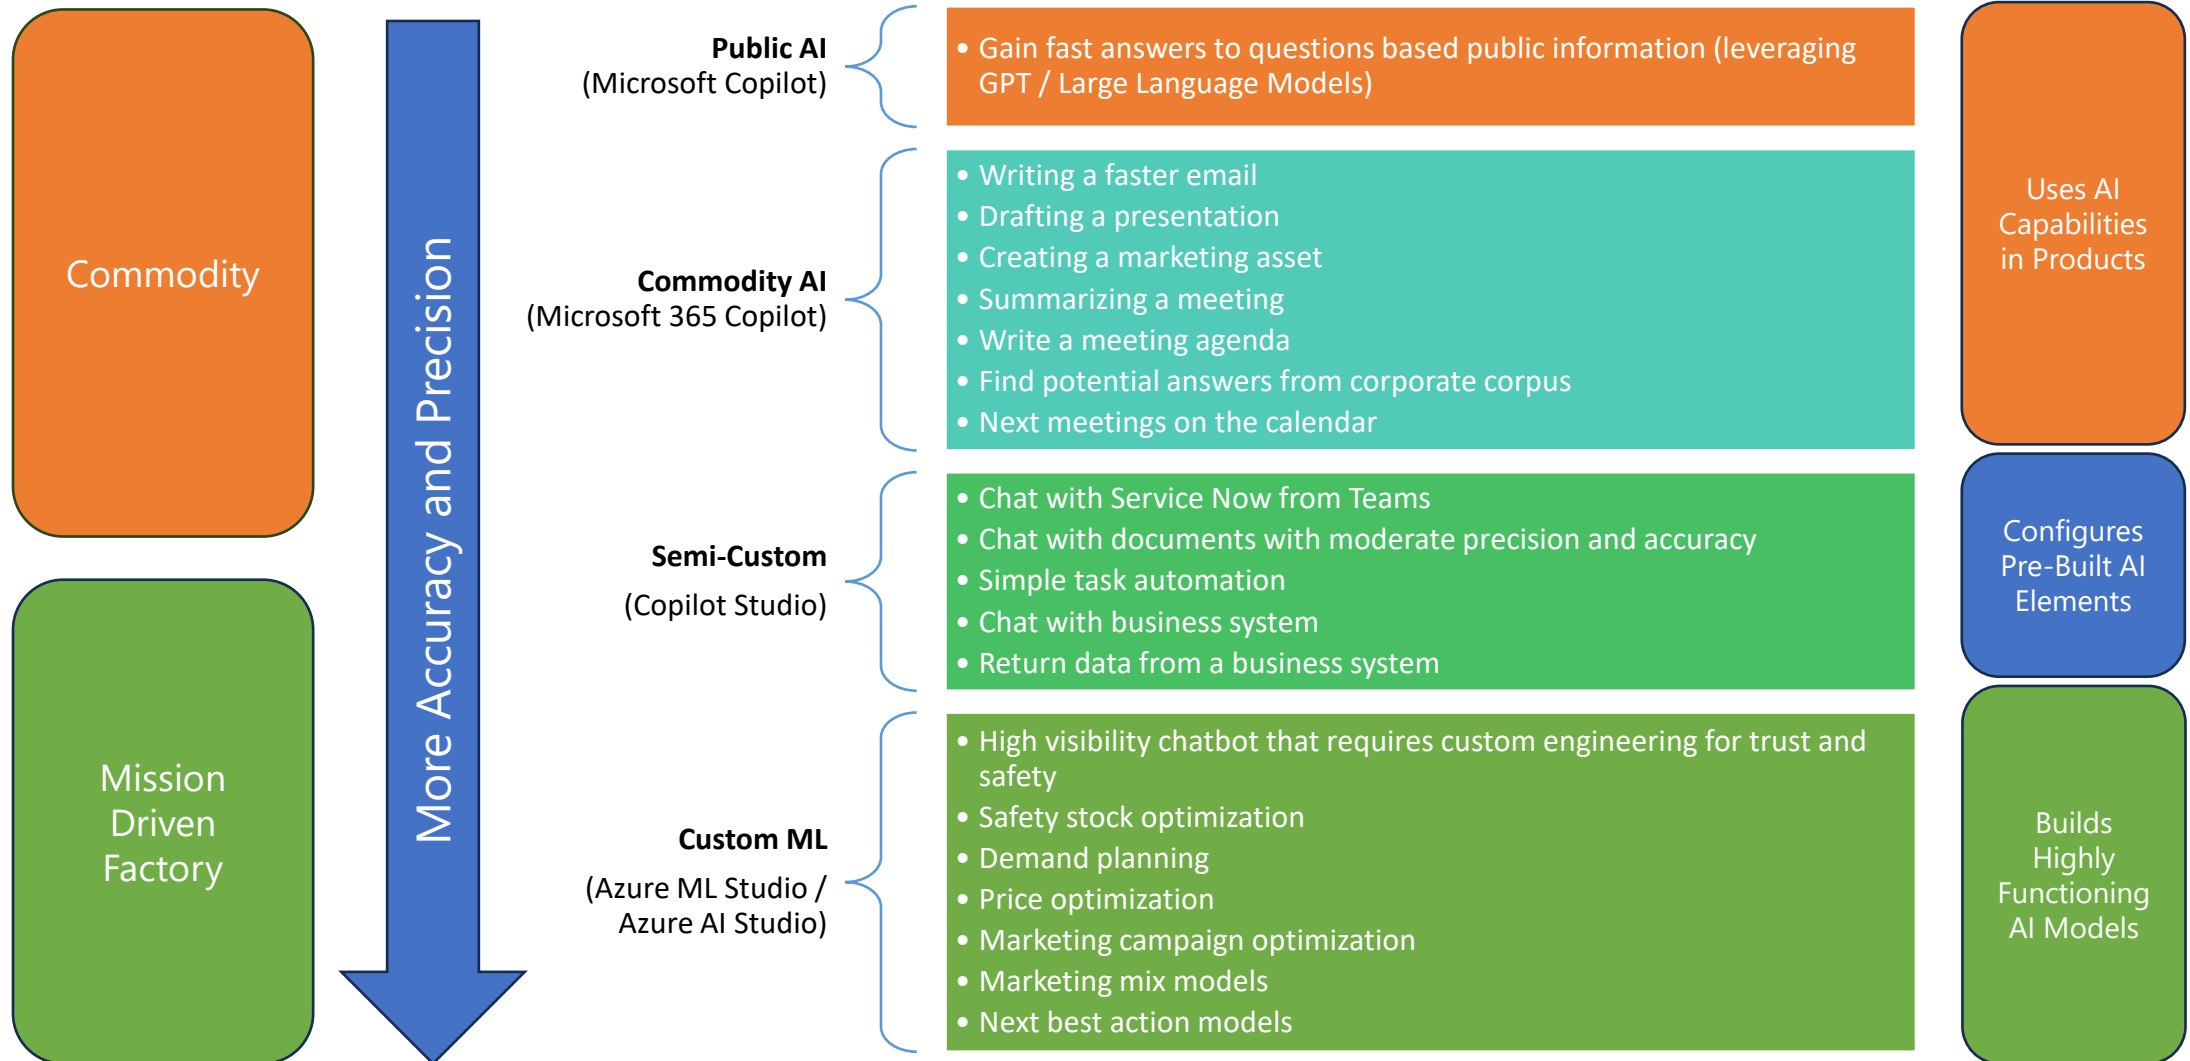 Commodity
Mission
Driven
Factory
More Accuracy and Precision
Public AI
(Microsoft Copilot)
• Gain fast answers to questions based public information (leveraging
GPT / Large Language Models)
Commodity AI
(Microsoft 365 Copilot)
• Writing a faster email
• Drafting a presentation
• Creating a marketing asset
• Summarizing a meeting
• Write a meeting agenda
• Find potential answers from corporate corpus
• Next meetings on the calendar
Semi-Custom
(Copilot Studio)
• Chat with Service Now from Teams
• Chat with documents with moderate precision and accuracy
• Simple task automation
• Chat with business system
• Return data from a business system
Custom ML
(Azure ML Studio /
Azure AI Studio)
• High visibility chatbot that requires custom engineering for trust and
safety
• Safety stock optimization
• Demand planning
• Price optimization
• Marketing campaign optimization
• Marketing mix models
• Next best action models
Uses AI
Capabilities
in Products
Configures
Pre-Built AI
Elements
Builds
Highly
Functioning
AI Models